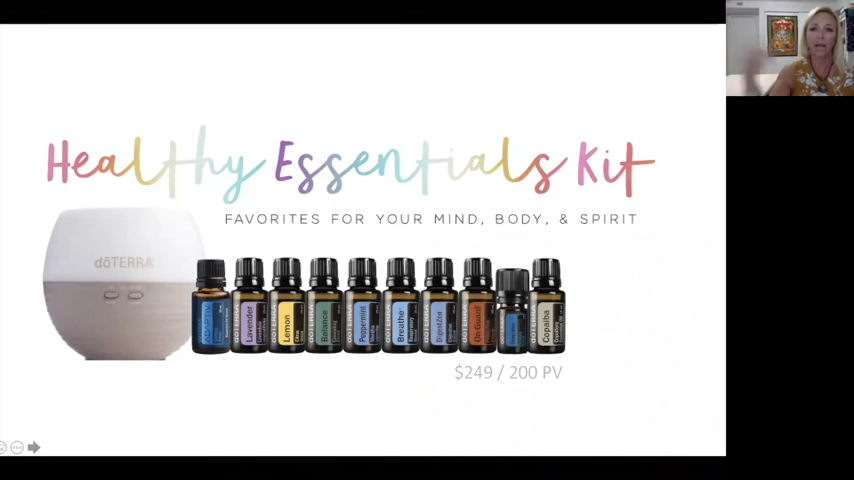 Healthy Essentials Kit
FAVORITES FOR YOUR MIND, BODY, & SPIRIT
dōTERRA
ADAPTIV
Lavender
Lemon
Balance
Peppermint
Breathe
DigestZen
On Guard
Copaiba
$249 / 200 PV